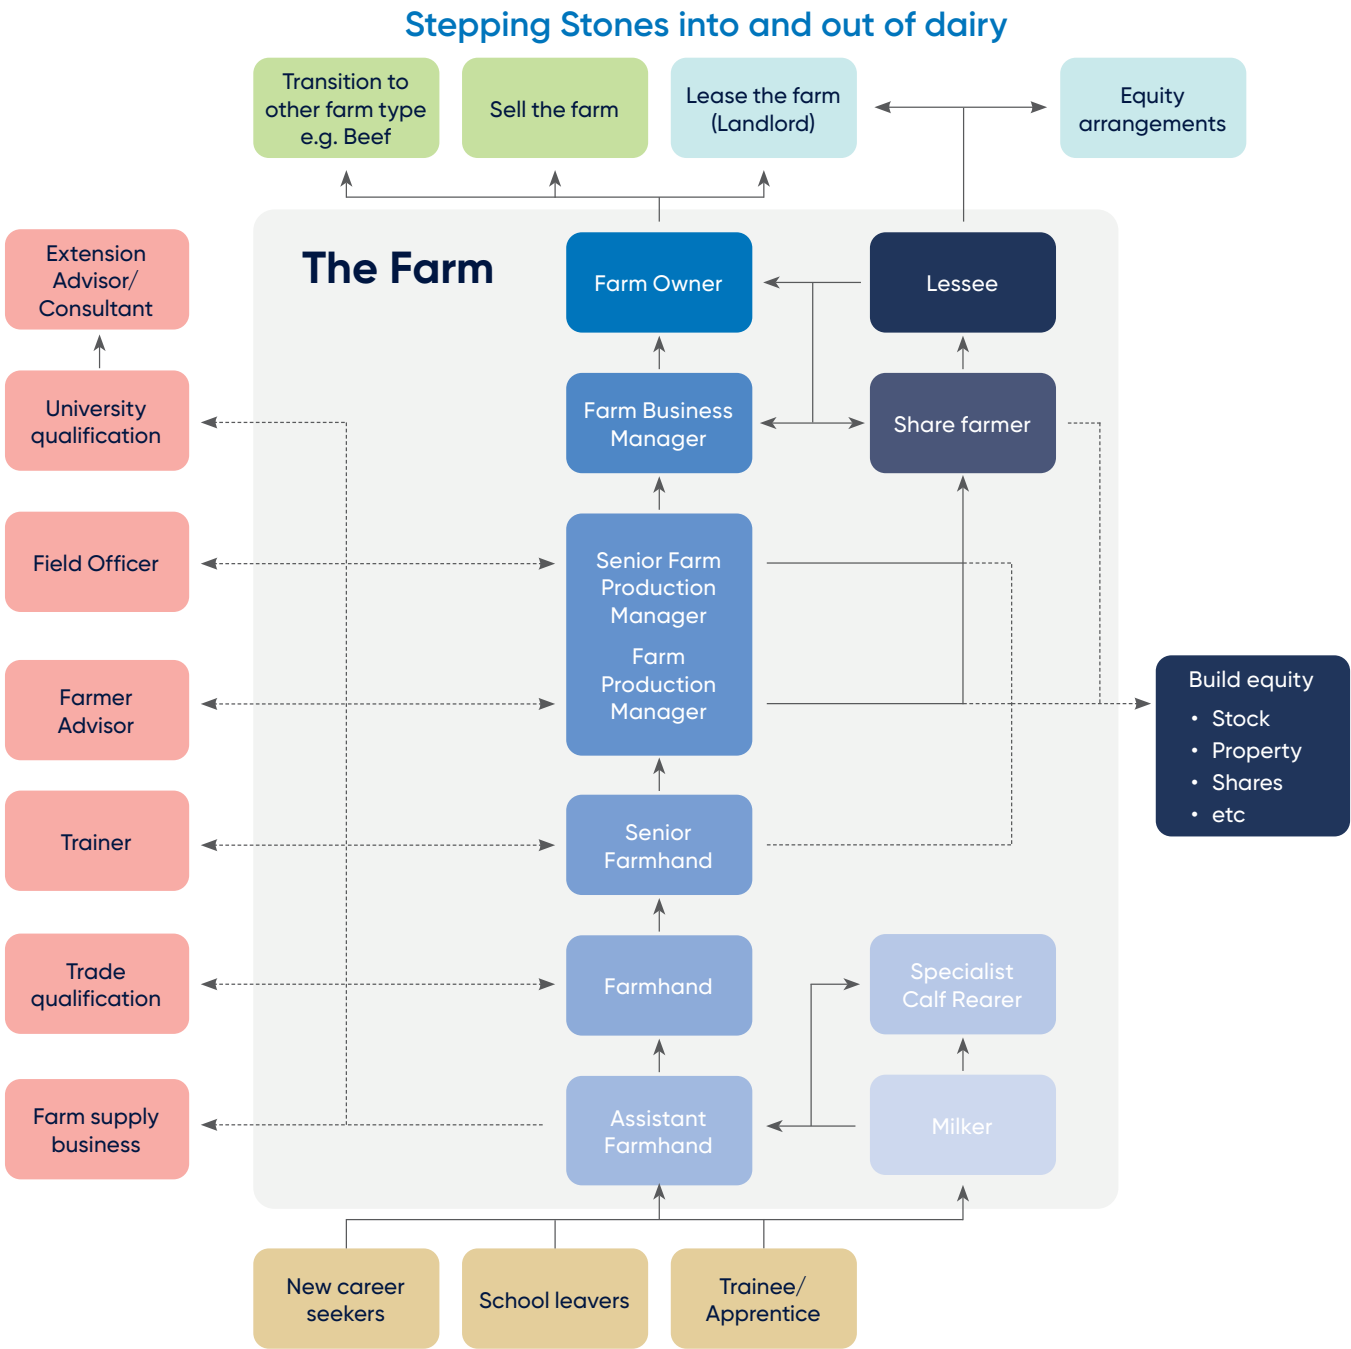 Stepping Stones into and out of dairy
Transition to
other farm type
e.g. Beef
Sell the farm
Lease the farm
(Landlord)
Equity
arrangements
The Farm
Extension
Advisor/
Consultant
Farm Owner
Lessee
University
qualification
Farm Business
Manager
Share farmer
Field Officer
Senior Farm
Production
Manager
Farm
Production
Manager
Farmer
Advisor
Build equity
• Stock
• Property
• Shares
• etc
Trainer
Senior
Farmhand
Trade
qualification
Farmhand
Specialist
Calf Rearer
Farm supply
business
Assistant
Farmhand
Milker
New career
seekers
School leavers
Trainee/
Apprentice